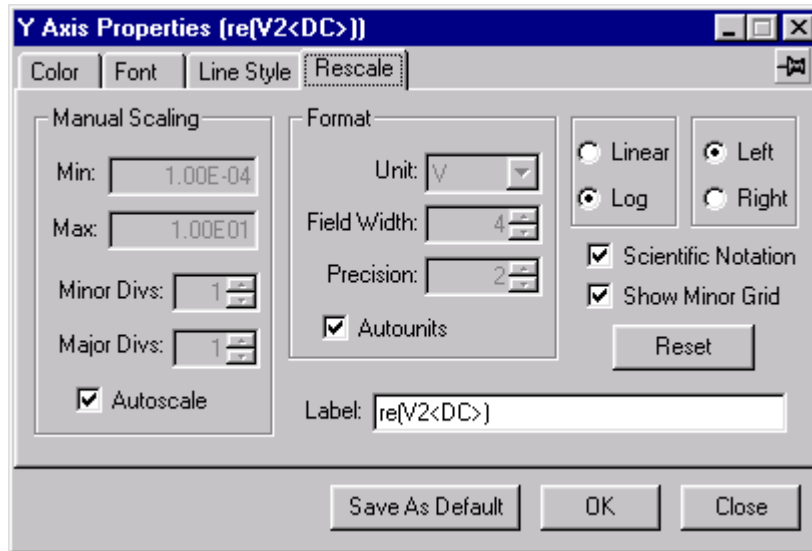 Y Axis Properties (re(V2<DC>))
Color Font Line Style Rescale
Manual Scaling
Min: 1.00E-04
Max: 1.00E01
Minor Divs: 1
Major Divs: 1
Autoscale
Format
Unit: V
Field Width: 4
Precision: 2
Autounits
Linear
Log
Left
Right
Scientific Notation
Show Minor Grid
Reset
Label: re(V2<DC>)
Save As Default OK Close